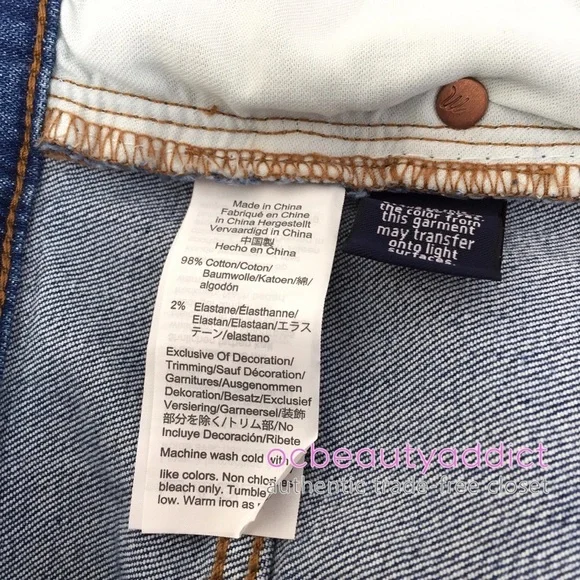 Made in China
Fabriqué en Chine
in China Hergestellt
Vervaardigd in China
中国製
Hecho en China
98% Cotton/Coton/
Baumwolle/Katoen/綿/
algodón
2% Elastane/Élasthanne/
Elastan/Elastaan/エラス
テーン/elastano
Exclusive Of Decoration/
Trimming/Sauf Décoration/
Garnitures/Ausgenommen
Dekoration/Besatz/Exclusief
Versiering/Garneersel/装飾
部分を除く/トリム部/No
Incluye Decoración/Ribete
Machine wash cold with
like colors. Non
bleach only. Tumble
low. Warm iron as
the color from
this garment
may transfer
onto light
surfaces.
ocbeautyaddict
authentic. trade-free closet